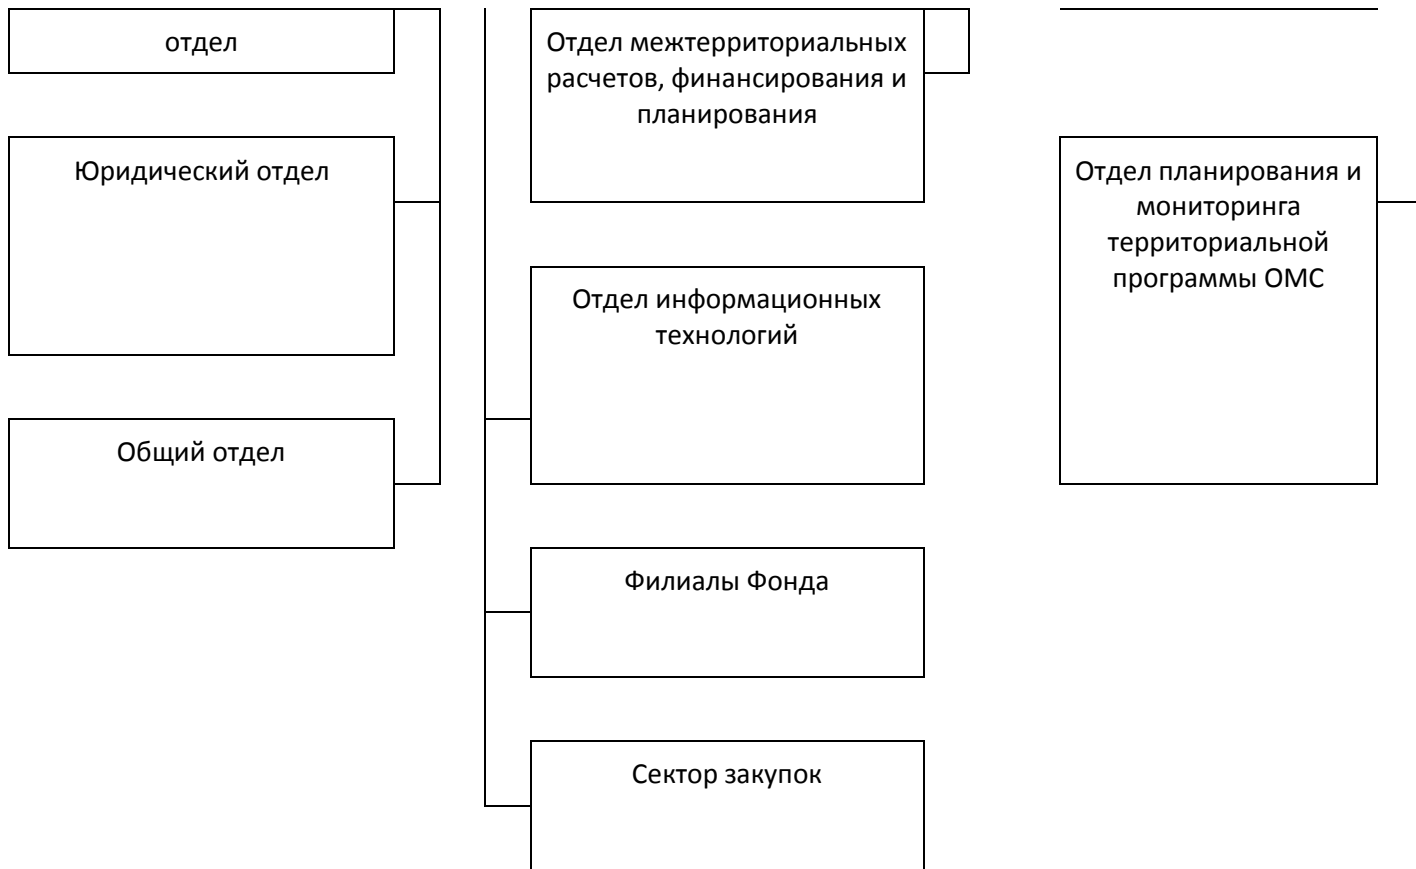 отдел
Юридический отдел
Общий отдел
Отдел межтерриториальных
расчетов, финансирования и
планирования
Отдел информационных
технологий
Филиалы Фонда
Сектор закупок
Отдел планирования и
мониторинга
территориальной
программы ОМС